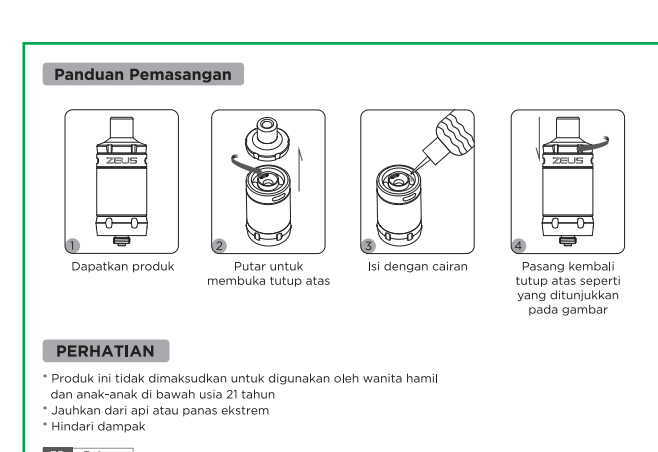 Panduan Pemasangan
ZEUS
ZEUS
1
2
3
4
Dapatkan produk
Putar untuk
membuka tutup atas
Isi dengan cairan
Pasang kembali
tutup atas seperti
yang ditunjukkan
pada gambar
PERHATIAN
* Produk ini tidak dimaksudkan untuk digunakan oleh wanita hamil
dan anak-anak di bawah usia 21 tahun
* Jauhkan dari api atau panas ekstrem
* Hindari dampak